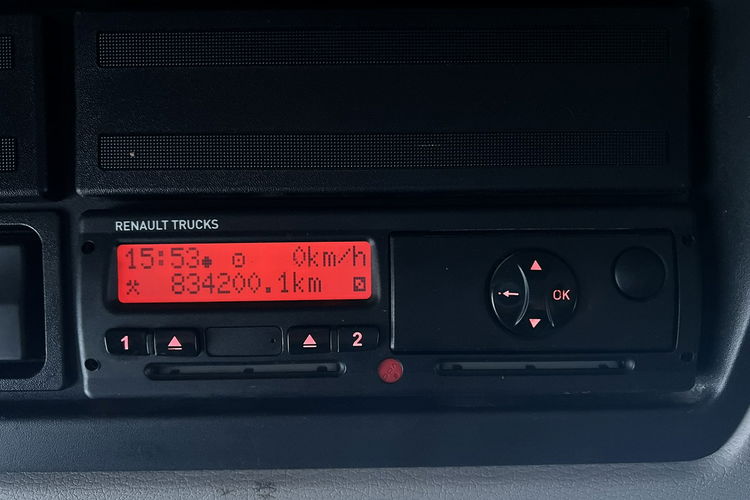 RENAULT TRUCKS
15:53 0km/h
834200.1km
1 2
OK